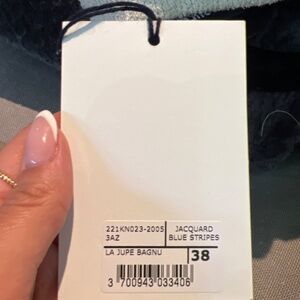 221KN023-2005 JACQUARD
3AZ BLUE STRIPES
LA JUPE BAGNU 38
3 700943 033406